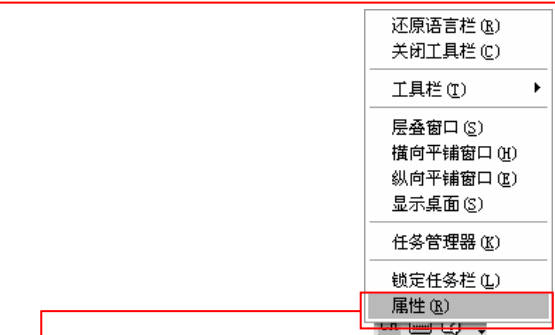 还原语言栏(R)
关闭工具栏(C)
工具栏(T)
层叠窗口(S)
横向平铺窗口(H)
纵向平铺窗口(E)
显示桌面(S)
任务管理器(K)
锁定任务栏(L)
属性(R)